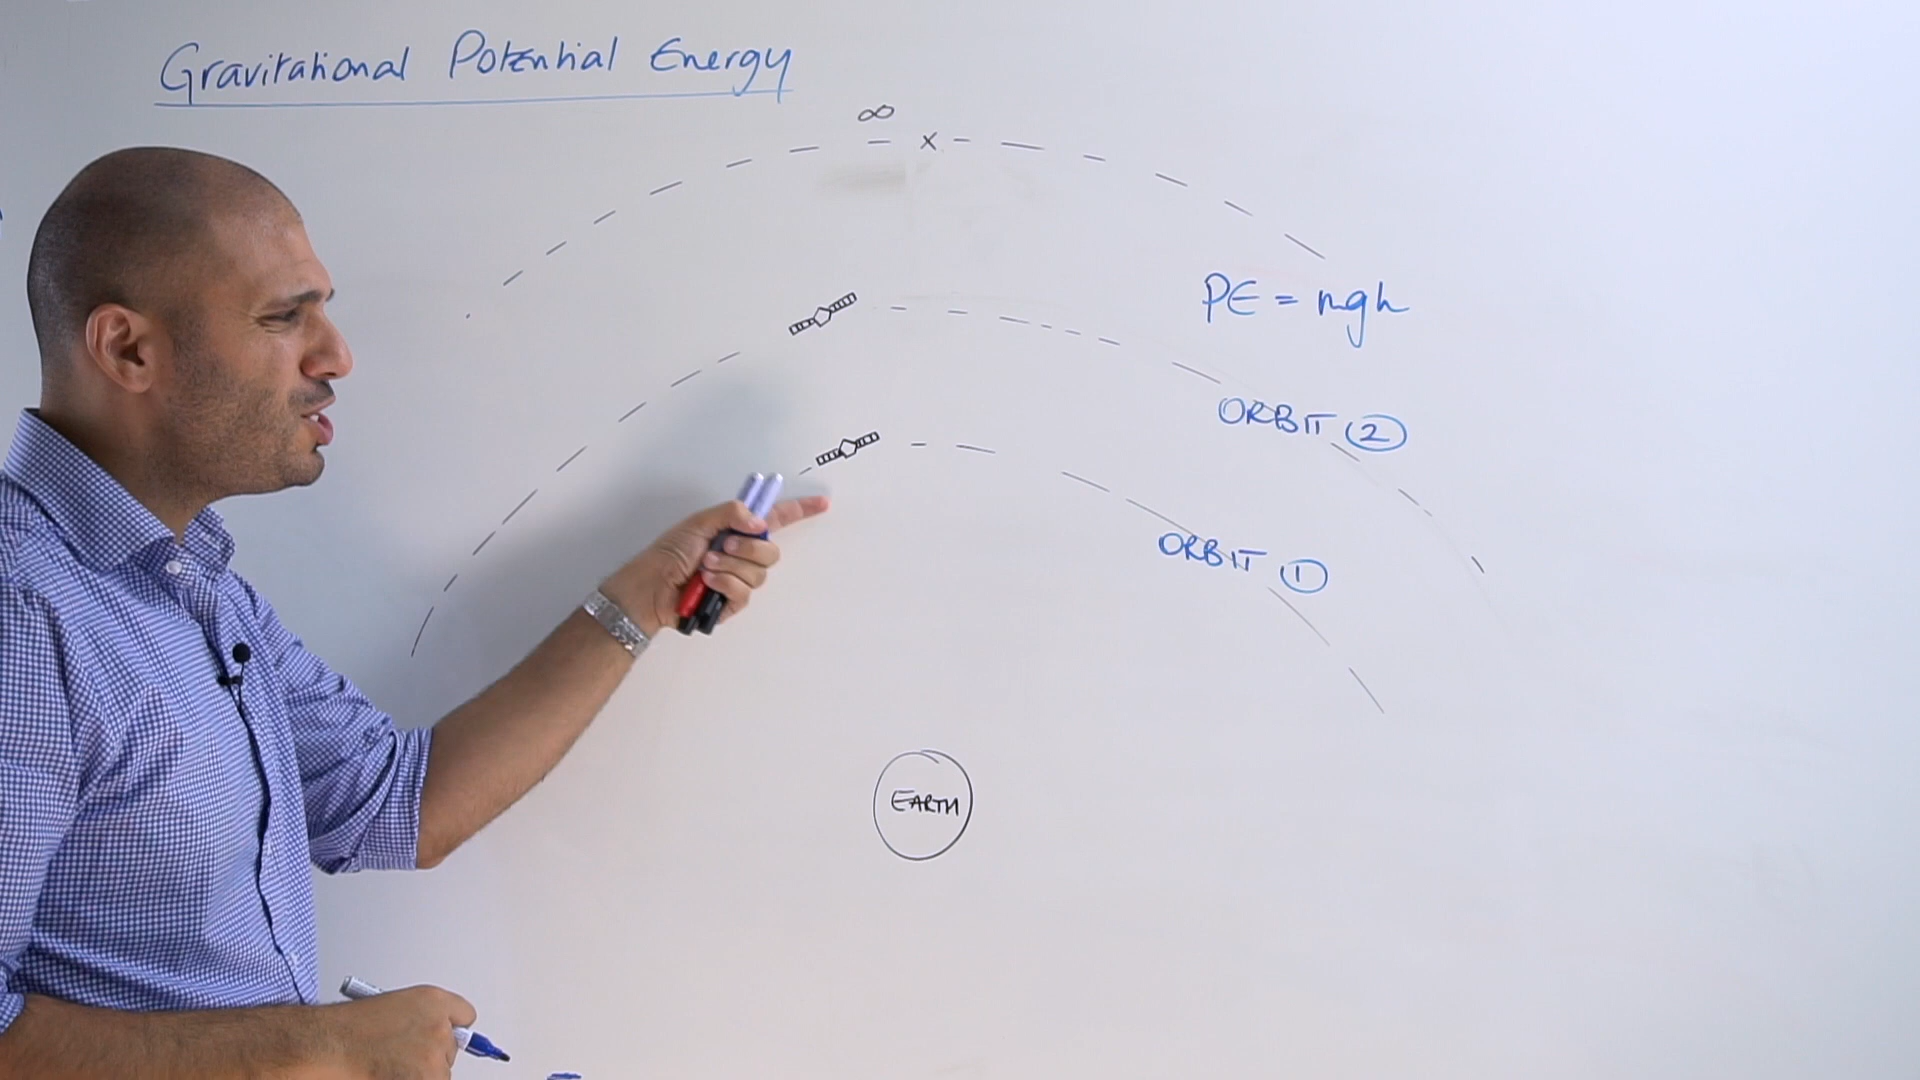 Gravitational Potential Energy
∞
x
PE = mgh
ORBIT 2
ORBIT 1
EARTH